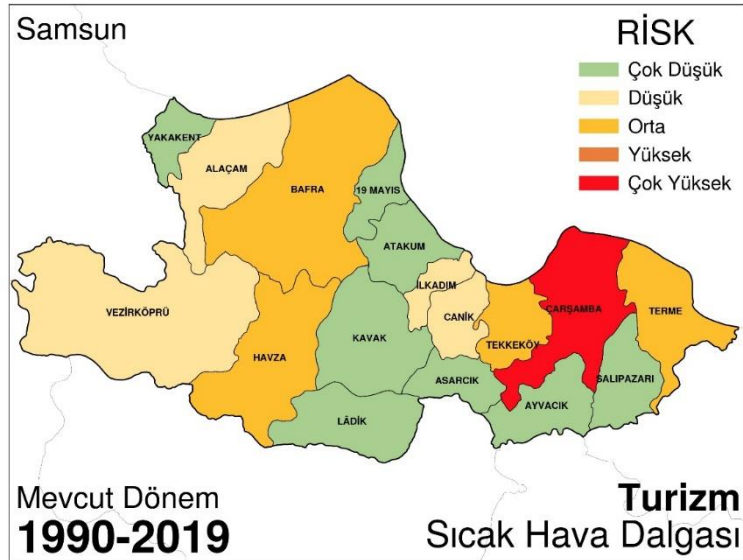 Samsun
RİSK
Çok Düşük
Düşük
Orta
Yüksek
Çok Yüksek
YAKAKENT
ALAÇAM
BAFRA
19 MAYIS
ATAKUM
İLKADIM
CANİK
VEZİRKÖPRÜ
HAVZA
KAVAK
TEKKEKÖY
ÇARŞAMBA
TERME
ASARCIK
SALIPAZARI
LÂDİK
AYVACIK
Mevcut Dönem
1990-2019
Turizm
Sıcak Hava Dalgası